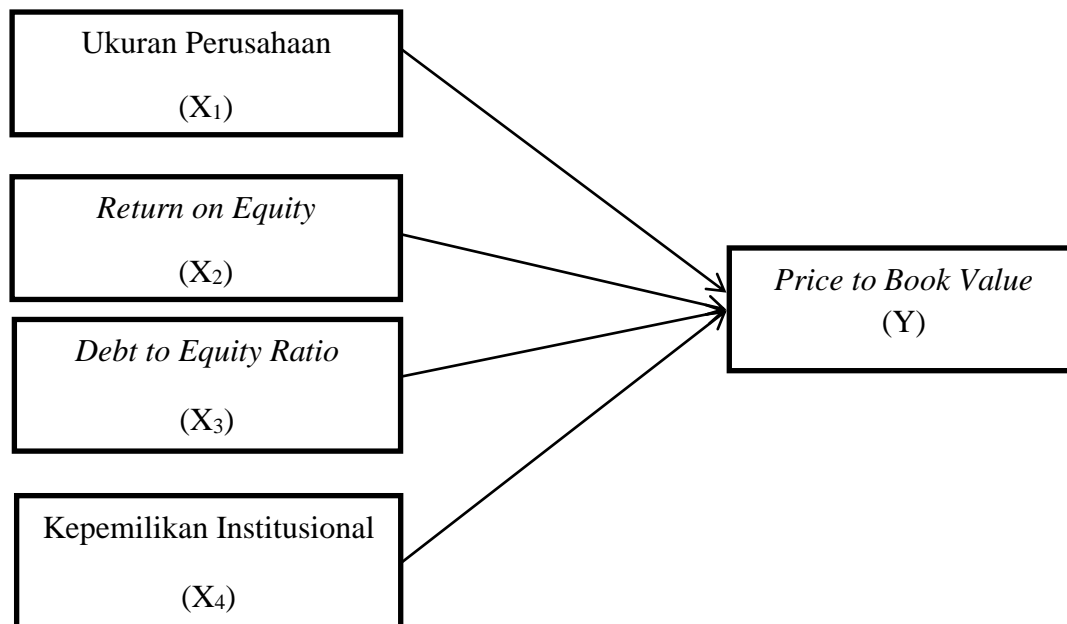 Ukuran Perusahaan
(X₁)
Return on Equity
(X₂)
Debt to Equity Ratio
(X₃)
Kepemilikan Institusional
(X₄)
Price to Book Value
(Y)